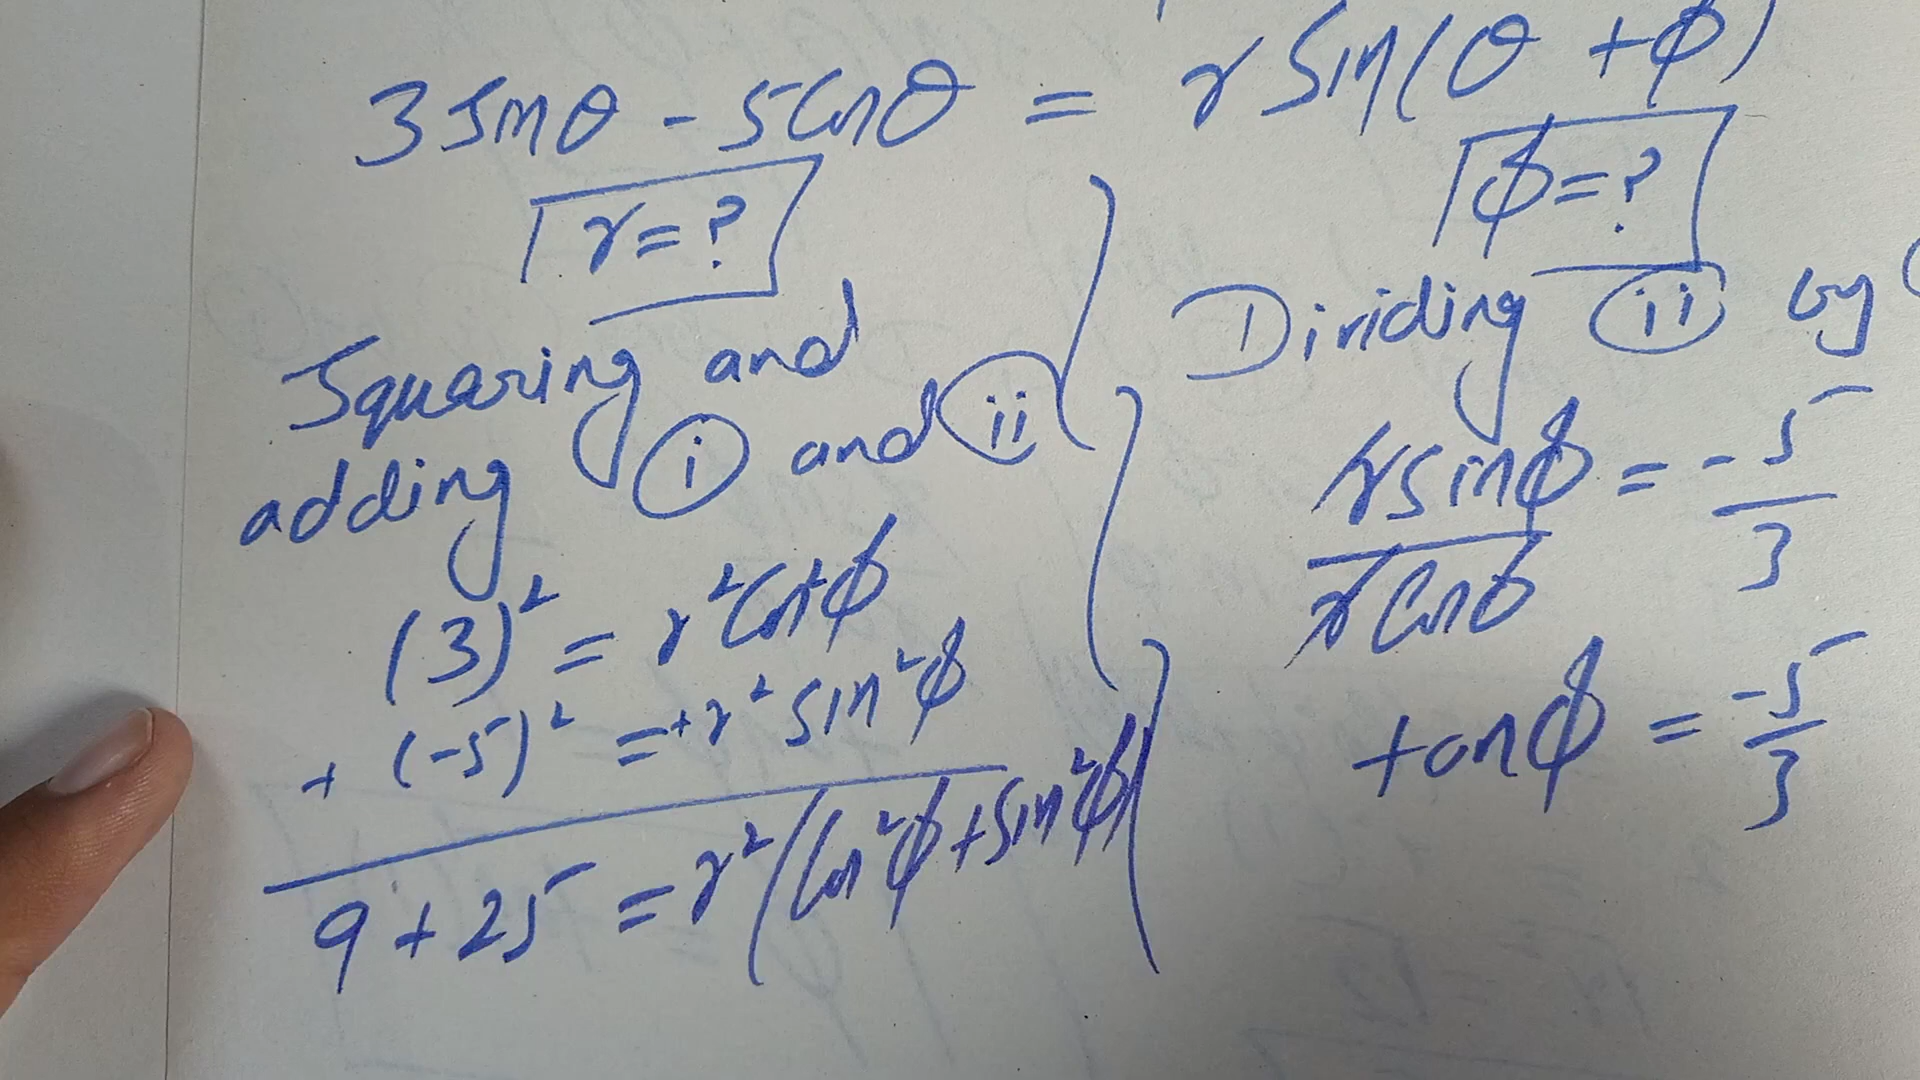 3 Sinθ - 5 Cosθ = r Sin(θ + ϕ)
r = ?
Squaring and
adding (i) and (ii)
(3)² = r² Cos²ϕ
+ (-5)² = + r² Sin²ϕ
9 + 25 = r² (Cos²ϕ + Sin²ϕ)
ϕ = ?
Dividing (ii) by
r sinϕ / r Cosϕ = -5/3
tanϕ = -5/3